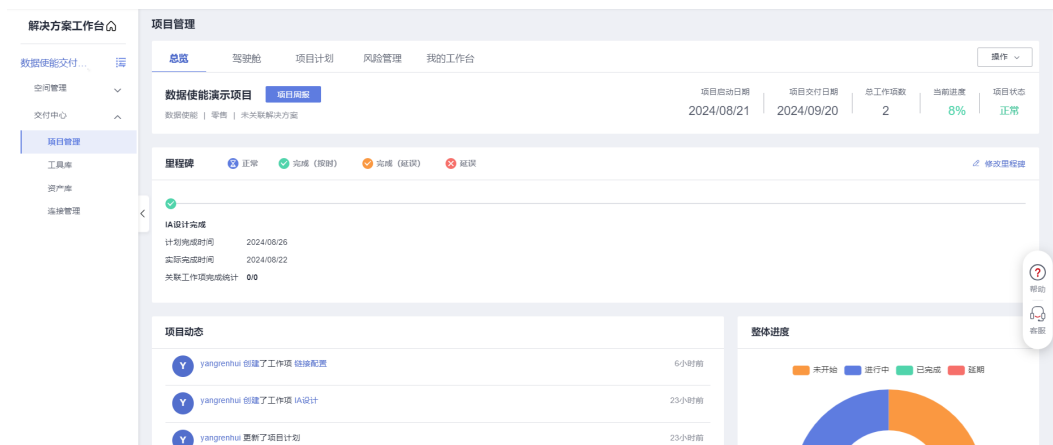 解决方案工作台
数据使能交付...
空间管理
交付中心
项目管理
工具库
资产库
连接管理
项目管理
总览 驾驶舱 项目计划 风险管理 我的工作台
操作
数据使能演示项目 项目周报
数据使能 | 零售 | 未关联解决方案
项目启动日期 项目交付日期 总工作项数 当前进度 项目状态
2024/08/21 2024/09/20 2 8% 正常
里程碑 正常 完成（按时） 完成（延误） 延误
修改里程碑
IA设计完成
计划完成时间 2024/08/26
实际完成时间 2024/08/22
关联工作项完成统计 0/0
帮助
客服
项目动态
Y yangrenhui 创建了工作项 链接配置 6小时前
Y yangrenhui 创建了工作项 IA设计 23小时前
Y yangrenhui 更新了项目计划 23小时前
整体进度
未开始 进行中 已完成 延期